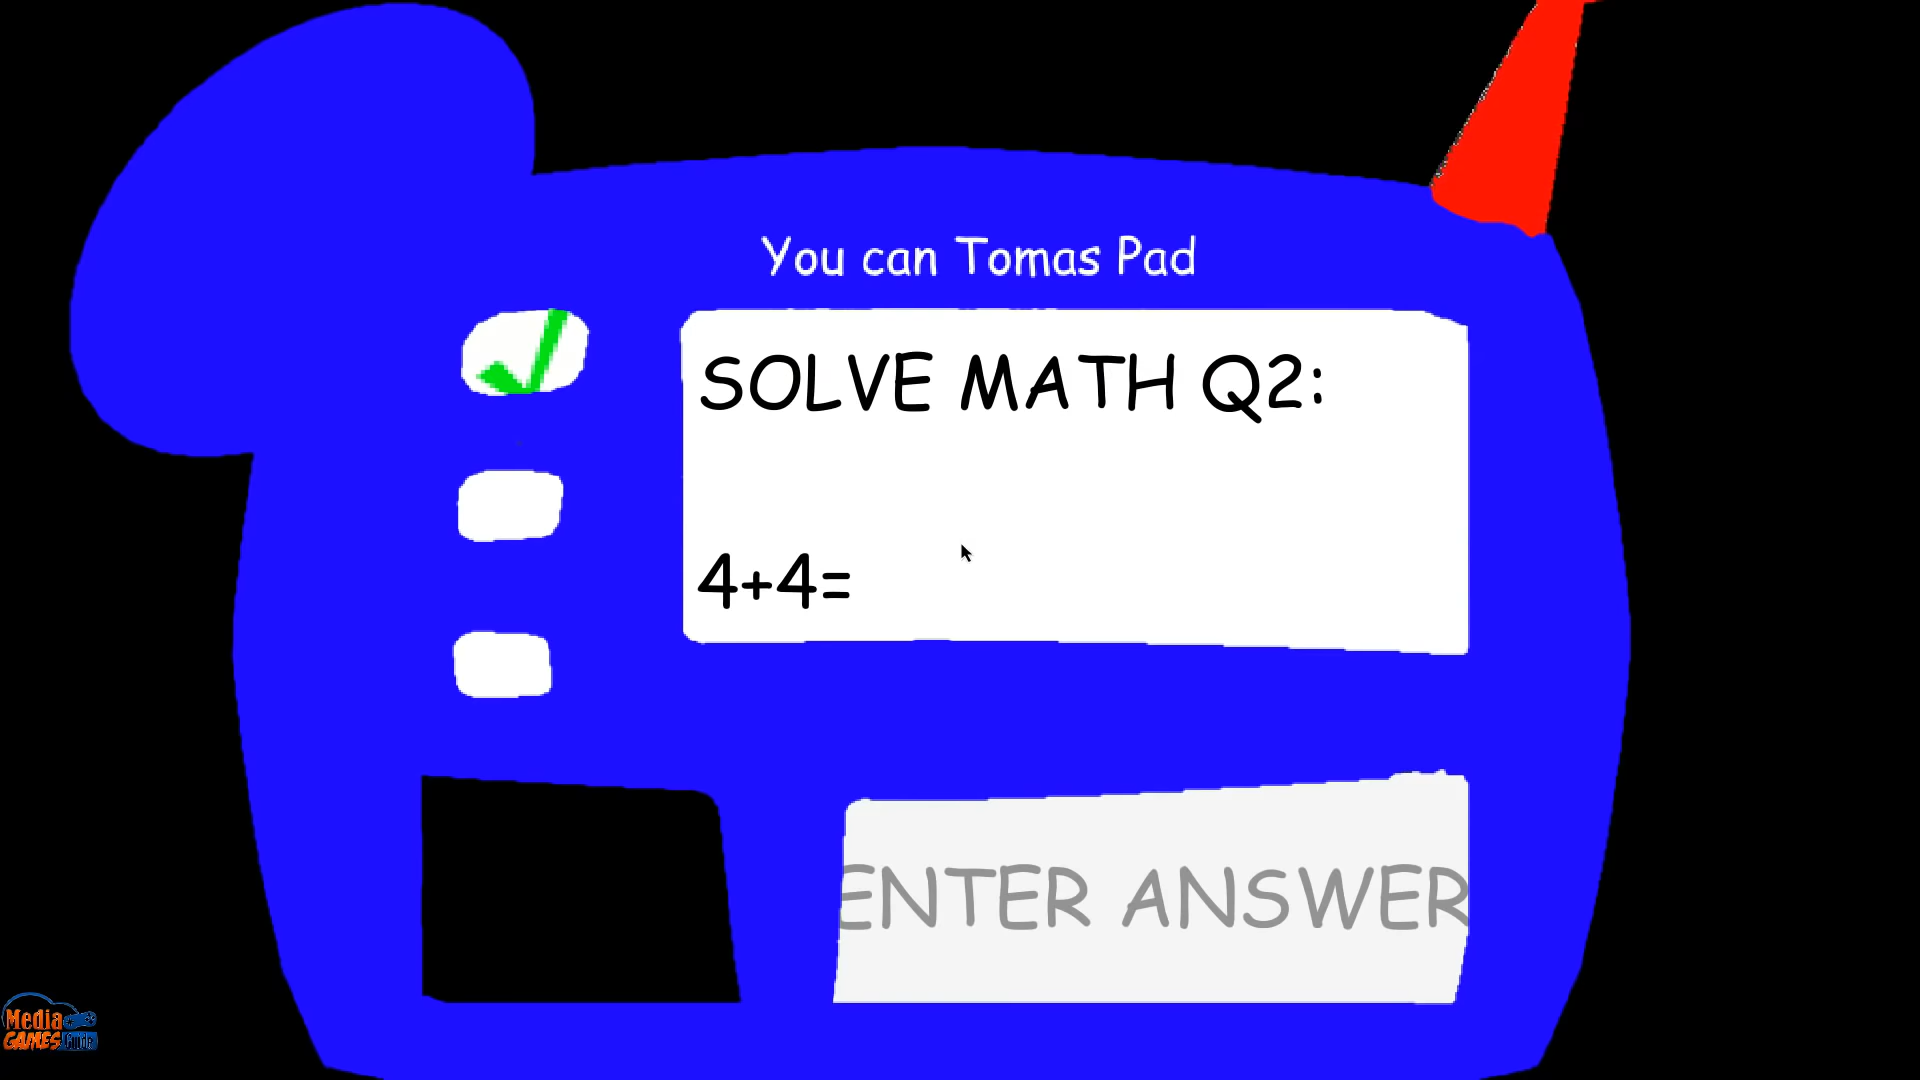 You can Tomas Pad
SOLVE MATH Q2:
4+4=
ENTER ANSWER
Media
GAMES